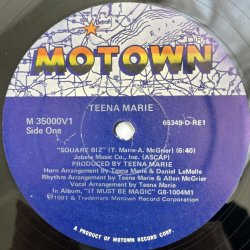 MOTOWN
TEENA MARIE
M 35000V1
Side One
65349-D-RE1
"SQUARE BIZ" (T. Marie-A. McGrier) (6:40)
Jobete Music Co., Inc. (ASCAP)
PRODUCED BY TEENA MARIE
Horn Arrangement by Teena Marie & Daniel LeMelle
Rhythm Arrangement by Teena Marie & Allen McGrier
Vocal Arrangement by Teena Marie
In Album, "IT MUST BE MAGIC" G8-1004M1
©1981 & Trademark Motown Record Corp.
A PRODUCT OF MOTOWN RECORD CORP.